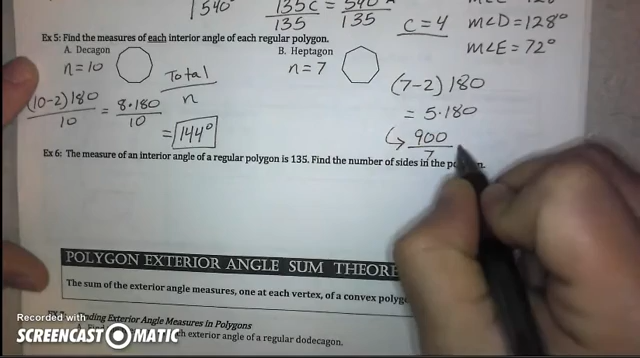 1540°
135c = 540
135 135
c = 4
m∠D = 128°
m∠E = 72°
Ex 5: Find the measures of each interior angle of each regular polygon.
A. Decagon
B. Heptagon
n = 10
n = 7
Total
n
(10-2)180
10
= 8·180
10
= 144°
(7-2)180
= 5·180
900
7
Ex 6: The measure of an interior angle of a regular polygon is 135. Find the number of sides in the
POLYGON EXTERIOR ANGLE SUM THEORE
The sum of the exterior angle measures, one at each vertex, of a convex polyg
nding Exterior Angle Measures in Polygons
exterior angle of a regular dodecagon.
Recorded with
SCREENCAST O MATIC